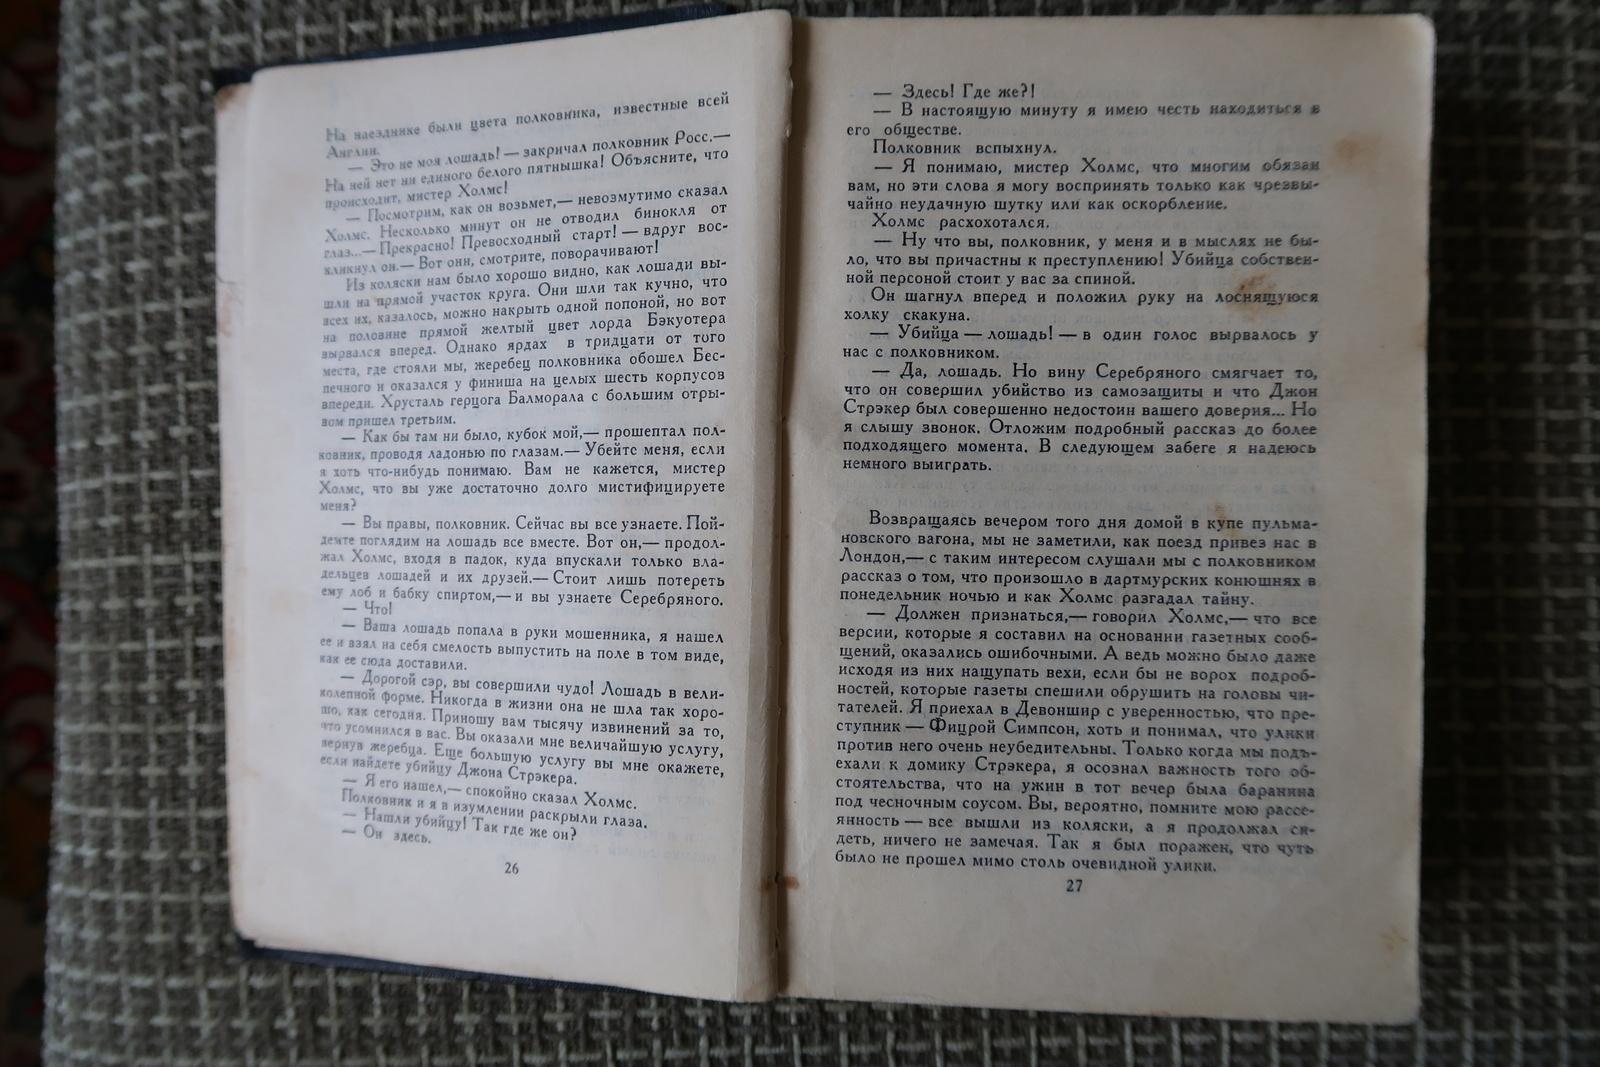 На наезднике были цвета полковника, известные всей
Англии.
— Это не моя лошадь! — закричал полковник Росс.—
На ней нет ни единого белого пятнышка! Объясните, что
происходит, мистер Холмс!
— Посмотрим, как он возьмет,— невозмутимо сказал
Холмс. Несколько минут он не отводил бинокля от
глаз...— Прекрасно! Превосходный старт! — вдруг вос-
кликнул он.— Вот они, смотрите, поворачивают!
Из коляски нам было хорошо видно, как лошади вы-
шли на прямой участок круга. Они шли так кучно, что
всех их, казалось, можно накрыть одной попоной, но вот
на половине прямой желтый цвет лорда Бэкуотера
вырвался вперед. Однако ярдах в тридцати от того
места, где стояли мы, жеребец полковника обошел Бес-
печного и оказался у финиша на целых шесть корпусов
впереди. Хрусталь герцога Балморала с большим отры-
вом пришел третьим.
— Как бы там ни было, кубок мой,— прошептал пол-
ковник, проводя ладонью по глазам.— Убейте меня, если
я хоть что-нибудь понимаю. Вам не кажется, мистер
Холмс, что вы уже достаточно долго мистифицируете
меня?
— Вы правы, полковник. Сейчас вы все узнаете. Пой-
демте поглядим на лошадь все вместе. Вот он,— продол-
жал Холмс, входя в падок, куда впускали только вла-
дельцев лошадей и их друзей.— Стоит лишь потереть
ему лоб и бабку спиртом,— и вы узнаете Серебряного.
— Что!
— Ваша лошадь попала в руки мошенника, я нашел
ее и взял на себя смелость выпустить на поле в том виде,
как ее сюда доставили.
— Дорогой сэр, вы совершили чудо! Лошадь в вели-
колепной форме. Никогда в жизни она не шла так хоро-
шо, как сегодня. Приношу вам тысячу извинений за то,
что усомнился в вас. Вы оказали мне величайшую услугу,
вернув жеребца. Еще большую услугу вы мне окажете,
если найдете убийцу Джона Стрэкера.
— Я его нашел,— спокойно сказал Холмс.
Полковник и я в изумлении раскрыли глаза.
— Нашли убийцу! Так где же он?
— Он здесь.
26
— Здесь! Где же?!
— В настоящую минуту я имею честь находиться в
его обществе.
Полковник вспыхнул.
— Я понимаю, мистер Холмс, что многим обязан
вам, но эти слова я могу воспринять только как чрезвы-
чайно неудачную шутку или как оскорбление.
Холмс расхохотался.
— Ну что вы, полковник, у меня и в мыслях не бы-
ло, что вы причастны к преступлению! Убийца собствен-
ной персоной стоит у вас за спиной.
Он шагнул вперед и положил руку на лоснящуюся
холку скакуна.
— Убийца — лошадь! — в один голос вырвалось у
нас с полковником.
— Да, лошадь. Но вину Серебряного смягчает то,
что он совершил убийство из самозащиты и что Джон
Стрэкер был совершенно недостоин вашего доверия... Но
я слышу звонок. Отложим подробный рассказ до более
подходящего момента. В следующем забеге я надеюсь
немного выиграть.
Возвращаясь вечером того дня домой в купе пульма-
новского вагона, мы не заметили, как поезд привез нас в
Лондон,— с таким интересом слушали мы с полковником
рассказ о том, что произошло в дартмурских конюшнях в
понедельник ночью и как Холмс разгадал тайну.
— Должен признаться,— говорил Холмс,— что все
версии, которые я составил на основании газетных сооб-
щений, оказались ошибочными. А ведь можно было даже
исходя из них нащупать вехи, если бы не ворох подроб-
ностей, которые газеты спешили обрушить на головы чи-
тателей. Я приехал в Девоншир с уверенностью, что пре-
ступник — Фицрой Симпсон, хоть и понимал, что улики
против него очень неубедительны. Только когда мы подъ-
ехали к домику Стрэкера, я осознал важность того об-
стоятельства, что на ужин в тот вечер была баранина
под чесночным соусом. Вы, вероятно, помните мою рассе-
янность — все вышли из коляски, а я продолжал си-
деть, ничего не замечая. Так я был поражен, что чуть
было не прошел мимо столь очевидной улики.
27